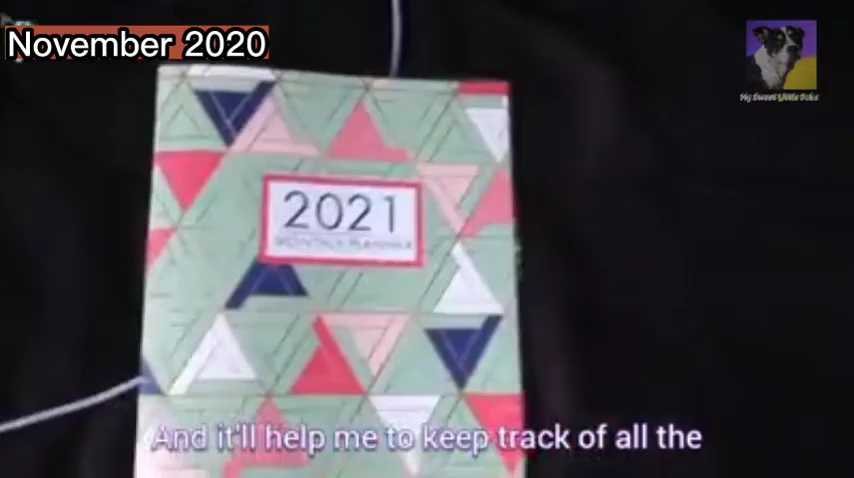 November 2020
2021
MONTHLY PLANNER
And it'll help me to keep track of all the